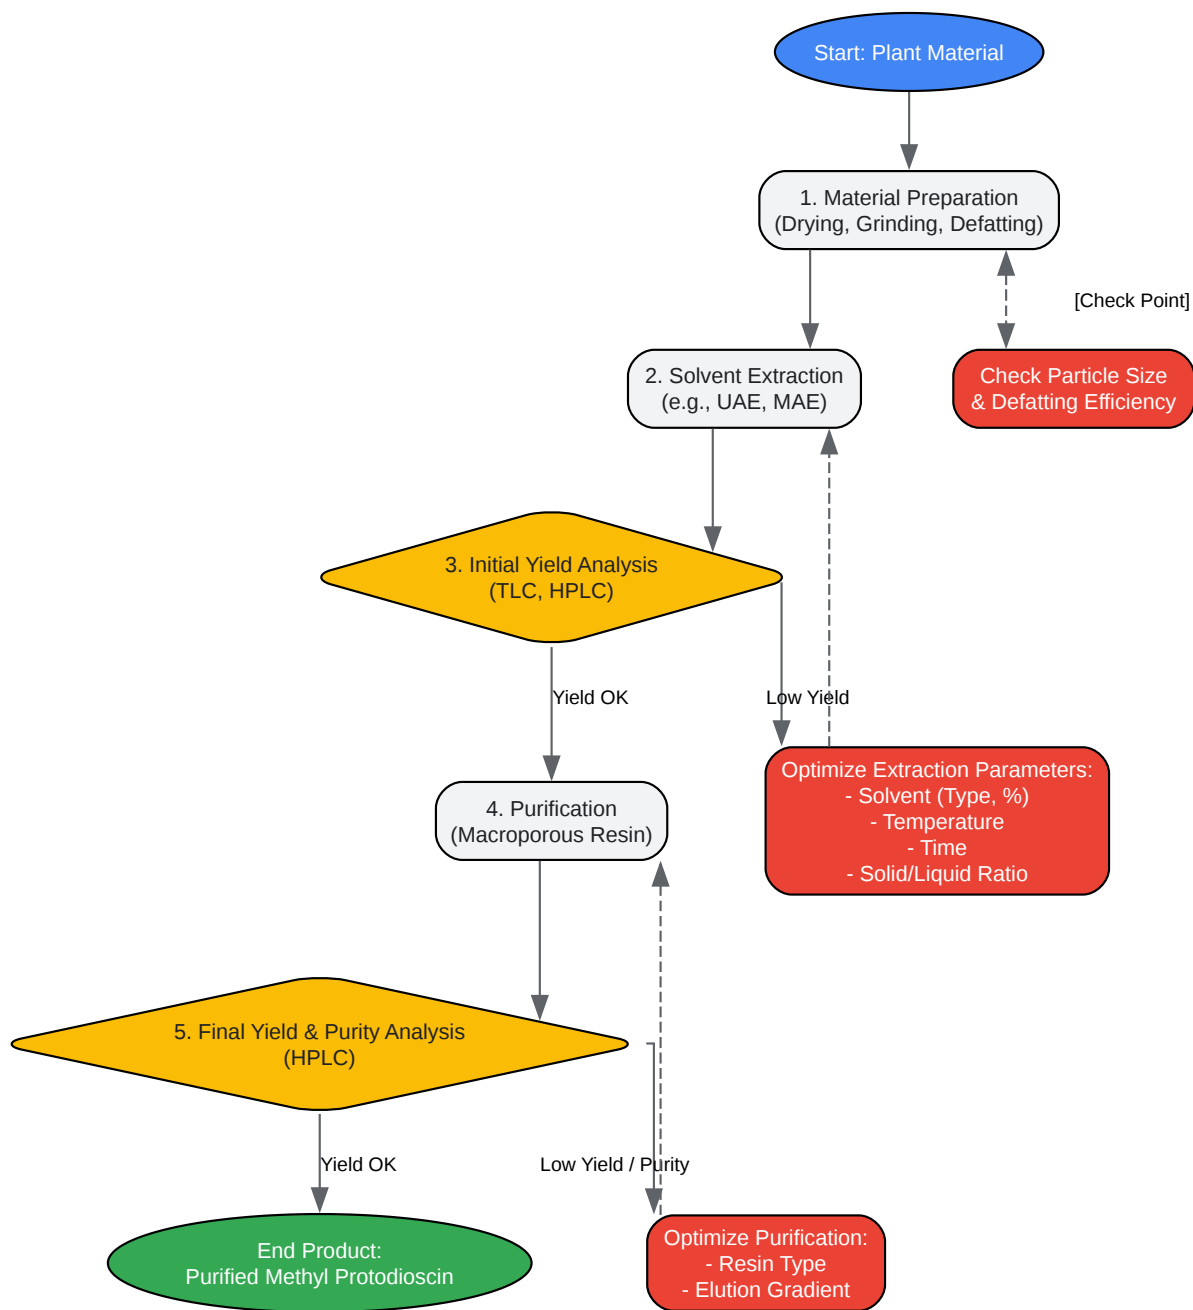 Start: Plant Material
1. Material Preparation
(Drying, Grinding, Defatting)
[Check Point]
2. Solvent Extraction
(e.g., UAE, MAE)
Check Particle Size
& Defatting Efficiency
3. Initial Yield Analysis
(TLC, HPLC)
Yield OK
Low Yield
Optimize Extraction Parameters:
- Solvent (Type, %)
- Temperature
- Time
- Solid/Liquid Ratio
4. Purification
(Macroporous Resin)
5. Final Yield & Purity Analysis
(HPLC)
Yield OK
Low Yield / Purity
End Product:
Purified Methyl Protodioscin
Optimize Purification:
- Resin Type
- Elution Gradient